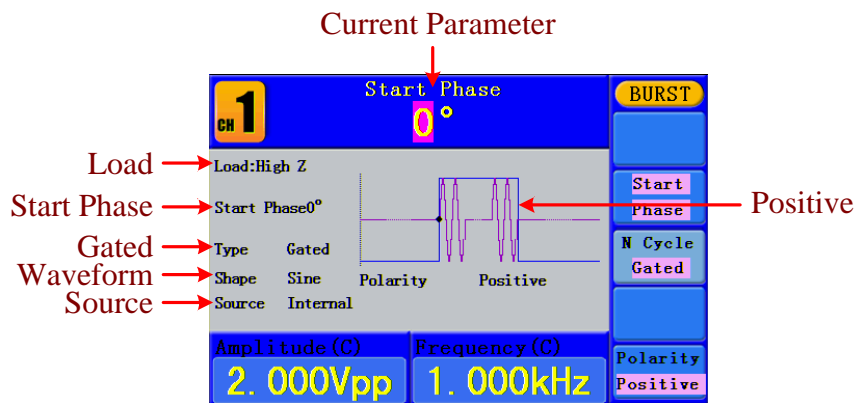 Current Parameter
CH 1
Start Phase
0°
BURST
Load
Load:High Z
Start Phase
Start Phase0°
Gated
Type Gated
Waveform
Shape Sine
Source
Source Internal
Polarity Positive
Positive
Start
Phase
N Cycle
Gated
Polarity
Positive
Amplitude(C)
2.000Vpp
Frequency(C)
1.000kHz